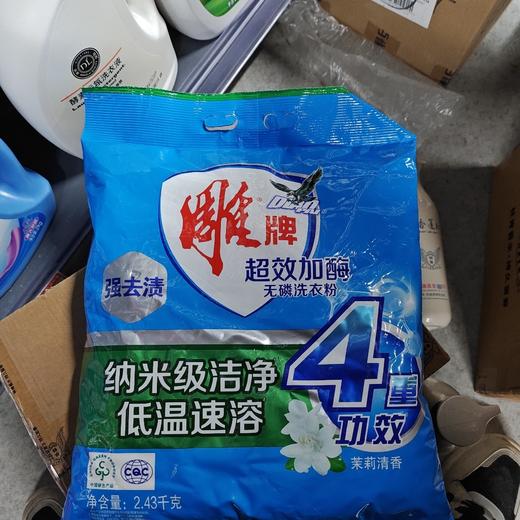 雕牌
超效加酶
无磷洗衣粉
强去渍
纳米级洁净
低温速溶
4重
功效
茉莉清香
CQC
净含量：2.43千克